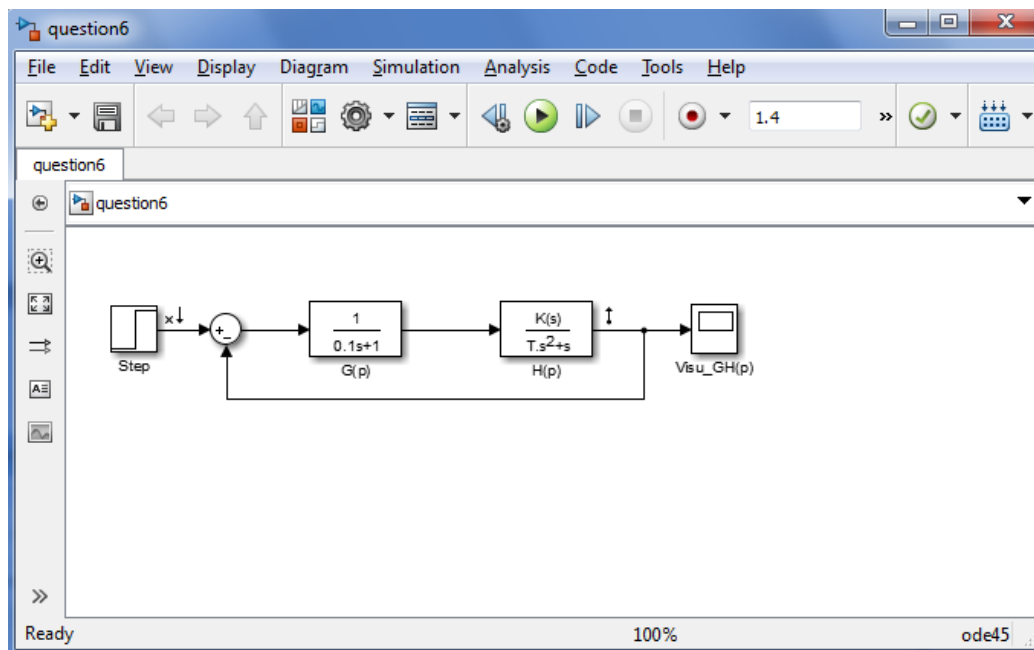 question6
File Edit View Display Diagram Simulation Analysis Code Tools Help
1.4 »
question6
question6
Step
+
-
1
0.1s+1
G(p)
K(s)
T.s2+s
H(p)
Visu_GH(p)
»
Ready 100% ode45